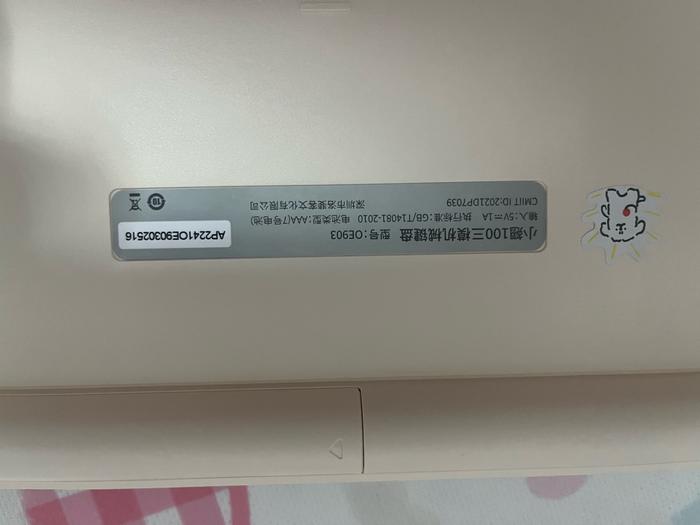 小翘100三模机械键盘 型号：OE903
AP2241OE90302516
输入：5V⎓1A 执行标准：GB/T14081-2010 电池类型：AAA(7号电池)
CMIIT ID:2021DP7039 深圳市洛斐客文化有限公司
10